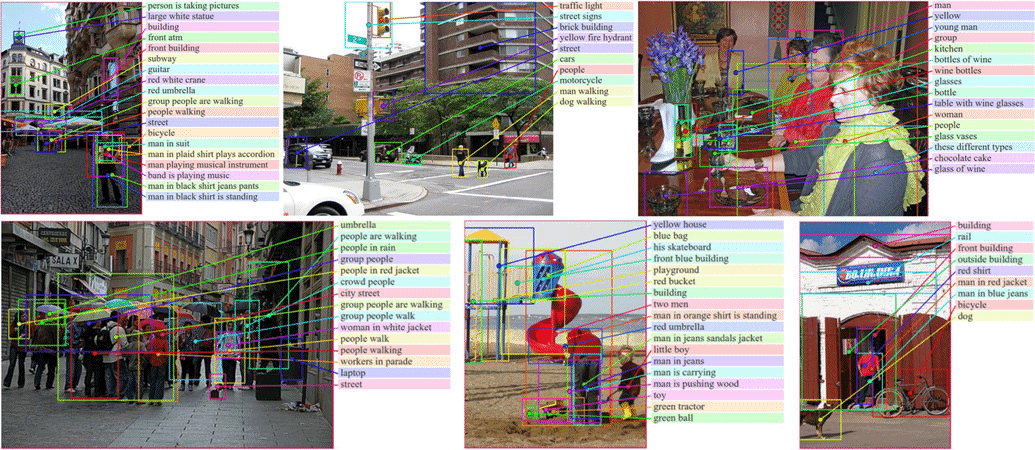 person is taking pictures
large white statue
building
front atm
front building
subway
guitar
red white crane
red umbrella
group people are walking
people walking
street
bicycle
man in suit
man in plaid shirt plays accordion
man playing musical instrument
band is playing music
man in black shirt jeans pants
man in black shirt is standing
traffic light
street signs
brick building
yellow fire hydrant
street
cars
people
motorcycle
man walking
dog walking
man
yellow
young man
group
kitchen
bottles of wine
wine bottles
glasses
bottle
table with wine glasses
woman
people
glass vases
these different types
chocolate cake
glass of wine
SALA X
umbrella
people are walking
people in rain
group people
people in red jacket
crowd people
city street
group people are walking
group people walk
woman in white jacket
people walk
people walking
workers in parade
laptop
street
yellow house
blue bag
his skateboard
front blue building
playground
red bucket
building
two men
man in orange shirt is standing
red umbrella
man in jeans sandals jacket
little boy
man in jeans
man is carrying
man is pushing wood
toy
green tractor
green ball
building
rail
front building
outside building
red shirt
man in red jacket
man in blue jeans
bicycle
dog